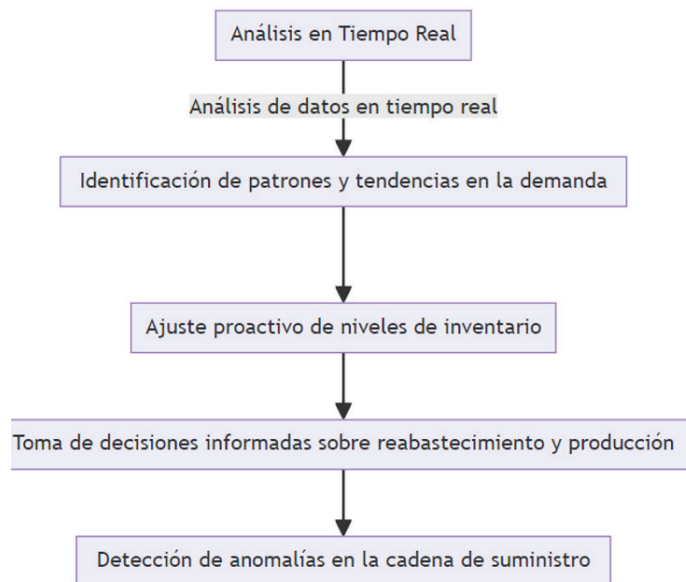 Análisis en Tiempo Real
Análisis de datos en tiempo real
Identificación de patrones y tendencias en la demanda
Ajuste proactivo de niveles de inventario
Toma de decisiones informadas sobre reabastecimiento y producción
Detección de anomalías en la cadena de suministro